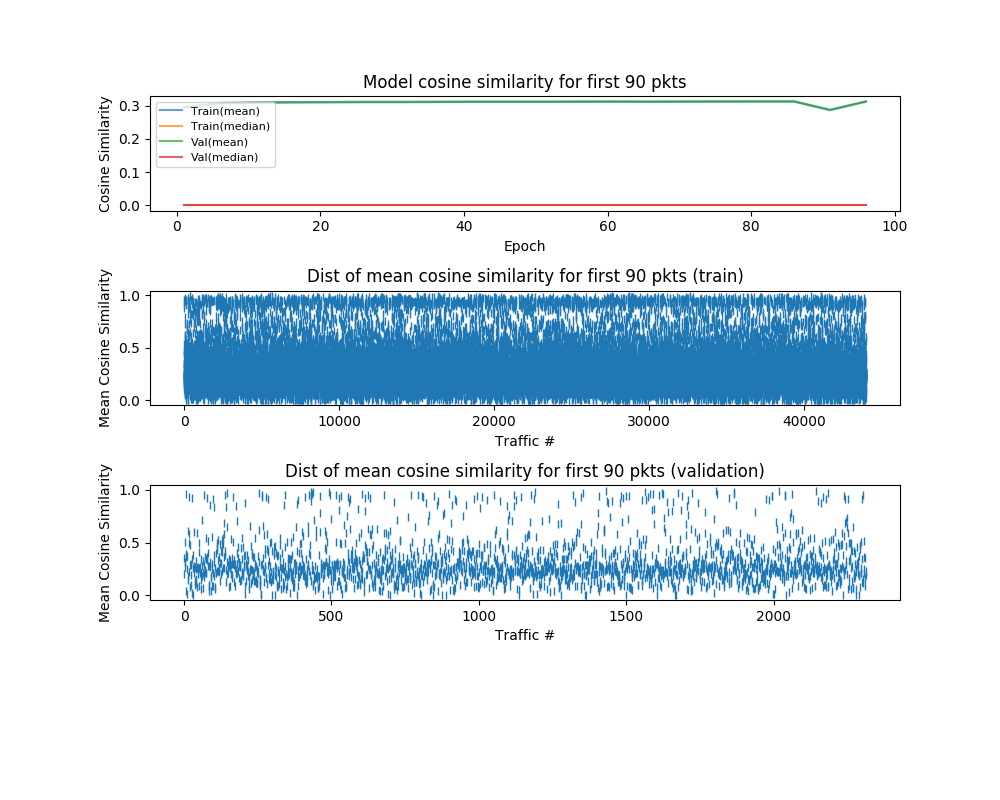 Model cosine similarity for first 90 pkts
Cosine Similarity
0.3
0.2
0.1
0.0
Train(mean)
Train(median)
Val(mean)
Val(median)
0 20 40 60 80 100
Epoch
Dist of mean cosine similarity for first 90 pkts (train)
Mean Cosine Similarity
1.0
0.5
0.0
0 10000 20000 30000 40000
Traffic #
Dist of mean cosine similarity for first 90 pkts (validation)
Mean Cosine Similarity
1.0
0.5
0.0
0 500 1000 1500 2000
Traffic #